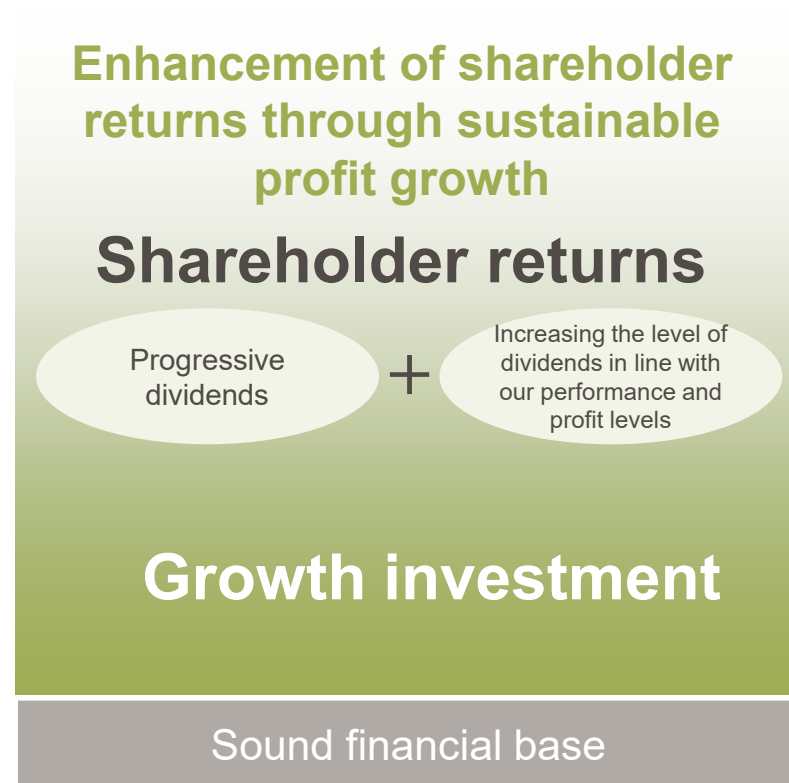 Enhancement of shareholder
returns through sustainable
profit growth
Shareholder returns
Progressive
dividends
+
Increasing the level of
dividends in line with
our performance and
profit levels
Growth investment
Sound financial base